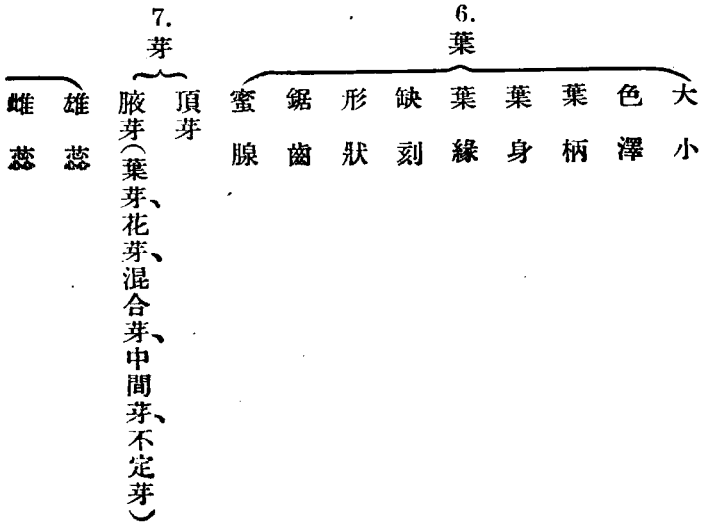 6.
葉
大小
色澤
葉柄
葉身
葉緣
缺刻
形狀
鋸齒
蜜腺
7.
芽
頂芽
腋芽(葉芽、花芽、混合芽、中間芽、不定芽)
雄蕊
雌蕊